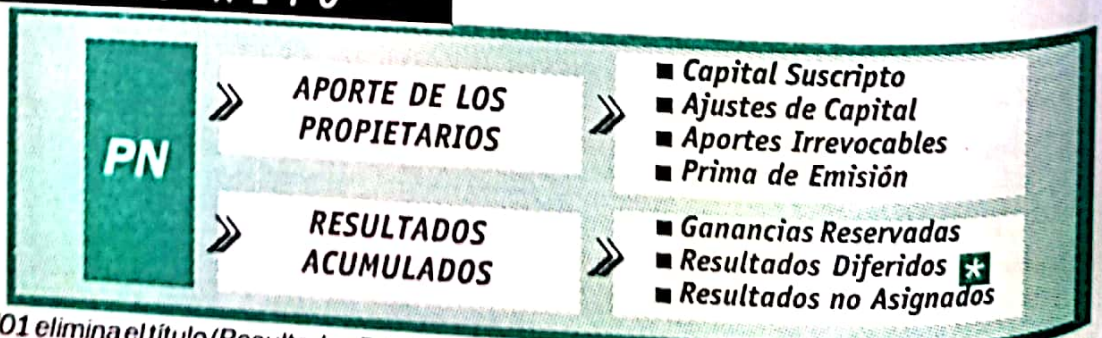 PN
APORTE DE LOS
PROPIETARIOS
■ Capital Suscripto
■ Ajustes de Capital
■ Aportes Irrevocables
■ Prima de Emisión
RESULTADOS
ACUMULADOS
■ Ganancias Reservadas
■ Resultados Diferidos *
■ Resultados no Asignados
01 elimina el título (Resultados